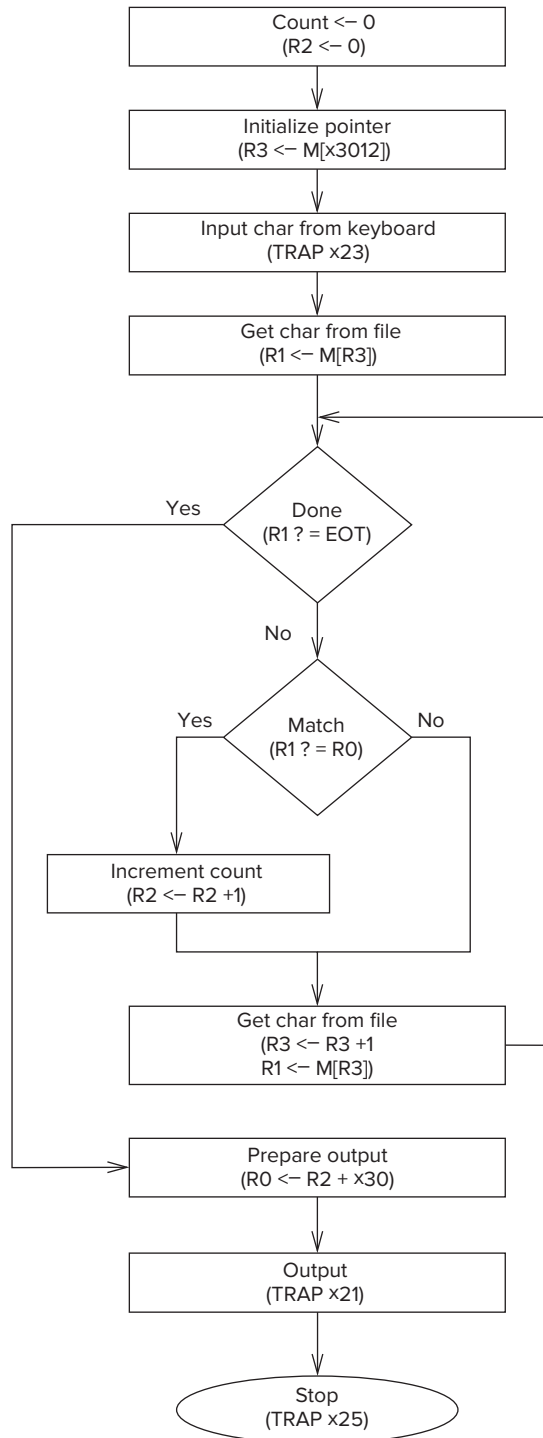 Count <– 0
(R2 <– 0)
Initialize pointer
(R3 <– M[x3012])
Input char from keyboard
(TRAP x23)
Get char from file
(R1 <– M[R3])
Yes
Done
(R1 ? = EOT)
No
Yes
Match
(R1 ? = R0)
No
Increment count
(R2 <– R2 +1)
Get char from file
(R3 <– R3 +1
R1 <– M[R3])
Prepare output
(R0 <– R2 + x30)
Output
(TRAP x21)
Stop
(TRAP x25)